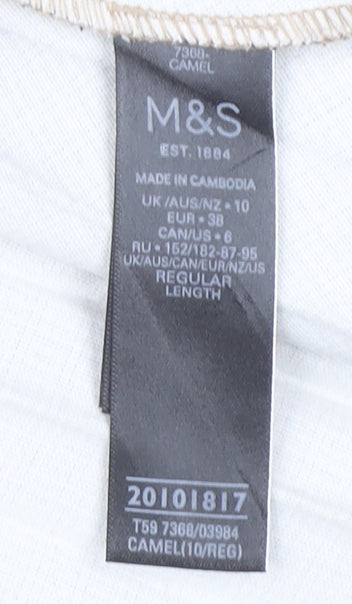 7368-
CAMEL
M&S
EST. 1884
MADE IN CAMBODIA
UK/AUS/NZ • 10
EUR • 38
CAN/US • 6
RU • 152/182-87-95
UK/AUS/CAN/EUR/NZ/US
REGULAR
LENGTH
20101817
T59 7368/03984
CAMEL(10/REG)